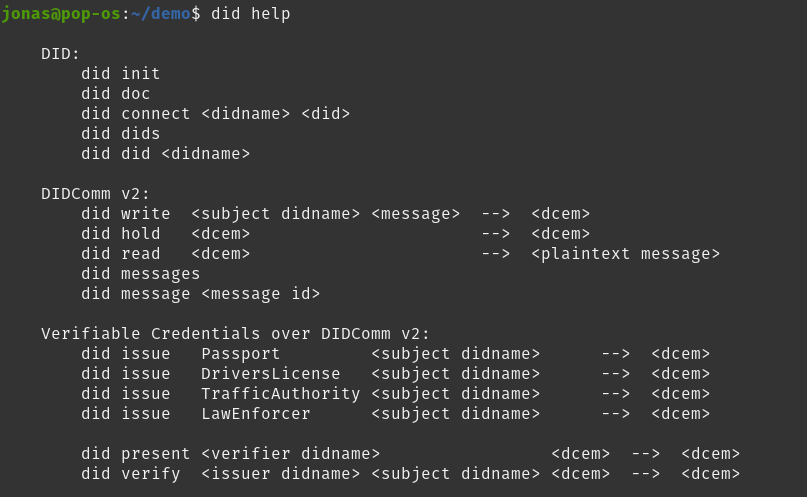 jonas@pop-os:~/demo$ did help
DID:
did init
did doc
did connect <didname> <did>
did dids
did did <didname>
DIDComm v2:
did write  <subject didname> <message>  -->  <dcem>
did hold   <dcem>                       -->  <dcem>
did read   <dcem>                       -->  <plaintext message>
did messages
did message <message id>
Verifiable Credentials over DIDComm v2:
did issue   Passport         <subject didname>      -->  <dcem>
did issue   DriversLicense   <subject didname>      -->  <dcem>
did issue   TrafficAuthority <subject didname>      -->  <dcem>
did issue   LawEnforcer      <subject didname>      -->  <dcem>
did present <verifier didname>                 <dcem>  -->  <dcem>
did verify  <issuer didname> <subject didname> <dcem>  -->  <dcem>